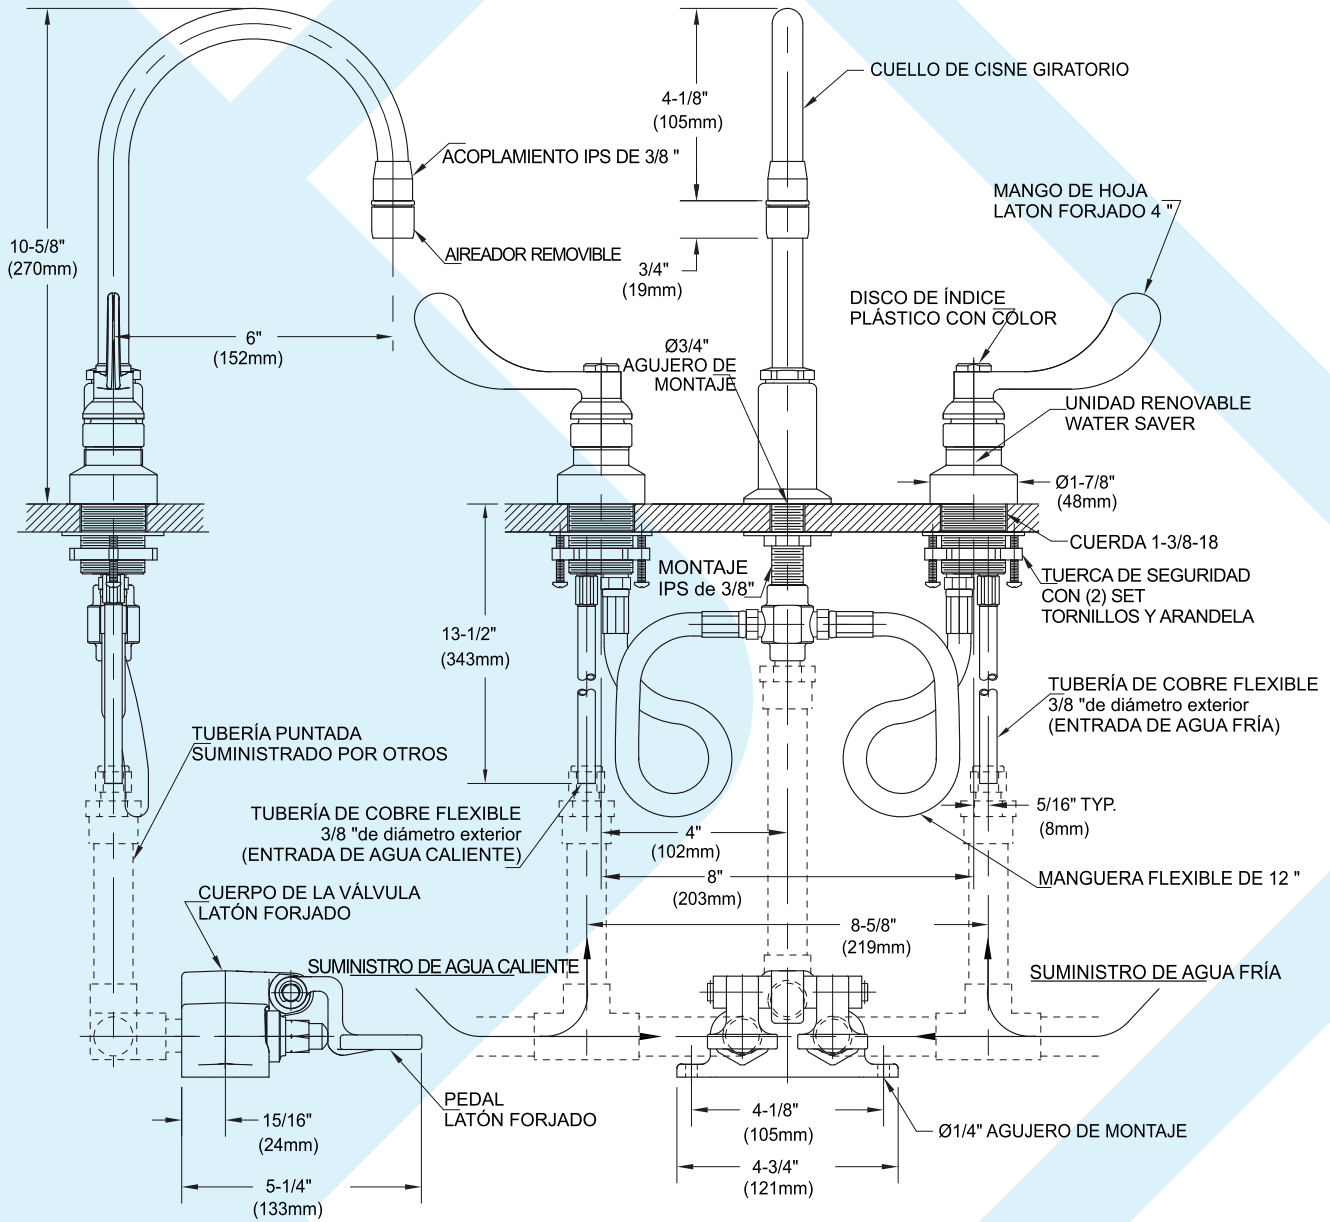 CUELLO DE CISNE GIRATORIO
4-1/8"
(105mm)
ACOPLAMIENTO IPS DE 3/8 "
MANGO DE HOJA
LATON FORJADO 4 "
10-5/8"
(270mm)
AIREADOR REMOVIBLE
3/4"
(19mm)
DISCO DE ÍNDICE
PLÁSTICO CON COLOR
6"
(152mm)
Ø3/4"
AGUJERO DE
MONTAJE
UNIDAD RENOVABLE
WATER SAVER
Ø1-7/8"
(48mm)
CUERDA 1-3/8-18
MONTAJE
IPS de 3/8"
TUERCA DE SEGURIDAD
CON (2) SET
TORNILLOS Y ARANDELA
13-1/2"
(343mm)
TUBERÍA DE COBRE FLEXIBLE
3/8 "de diámetro exterior
(ENTRADA DE AGUA FRÍA)
TUBERÍA PUNTADA
SUMINISTRADO POR OTROS
TUBERÍA DE COBRE FLEXIBLE
3/8 "de diámetro exterior
(ENTRADA DE AGUA CALIENTE)
5/16" TYP.
(8mm)
4"
(102mm)
8"
(203mm)
MANGUERA FLEXIBLE DE 12 "
CUERPO DE LA VÁLVULA
LATÓN FORJADO
8-5/8"
(219mm)
SUMINISTRO DE AGUA CALIENTE
SUMINISTRO DE AGUA FRÍA
PEDAL
LATÓN FORJADO
15/16"
(24mm)
4-1/8"
(105mm)
Ø1/4" AGUJERO DE MONTAJE
4-3/4"
(121mm)
5-1/4"
(133mm)